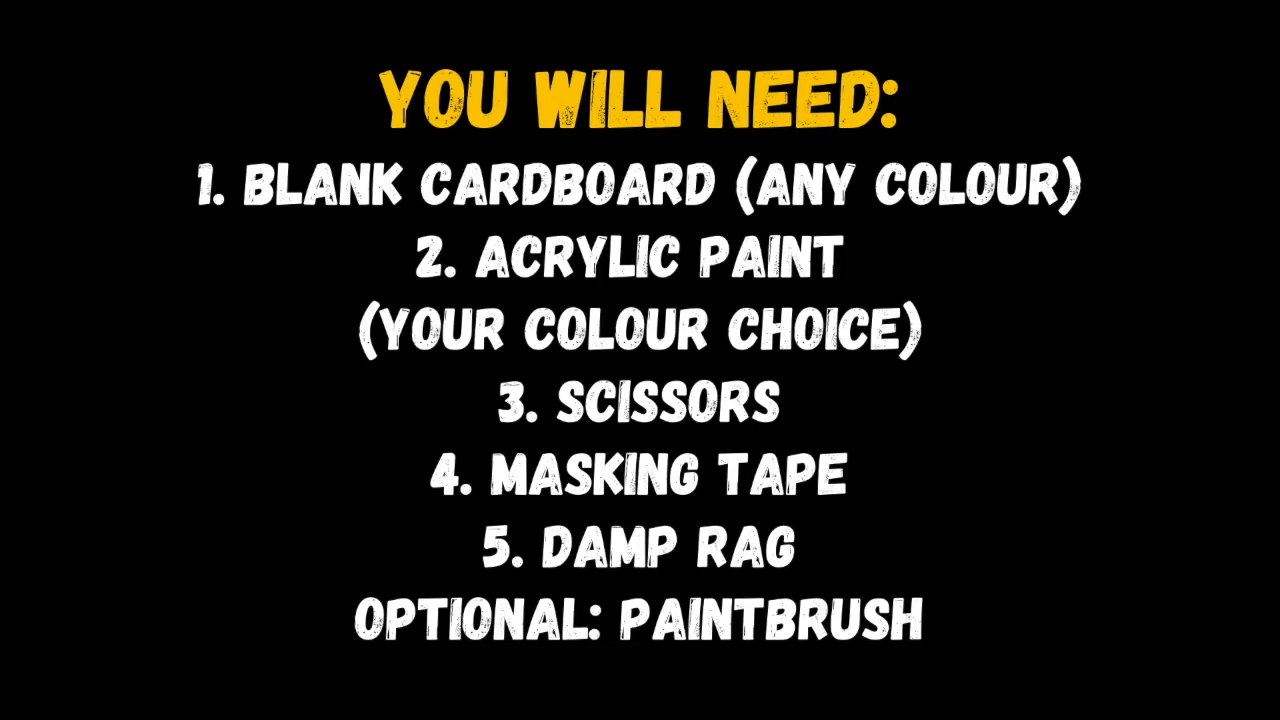 YOU WILL NEED:
1. BLANK CARDBOARD (ANY COLOUR)
2. ACRYLIC PAINT
(YOUR COLOUR CHOICE)
3. SCISSORS
4. MASKING TAPE
5. DAMP RAG
OPTIONAL: PAINTBRUSH